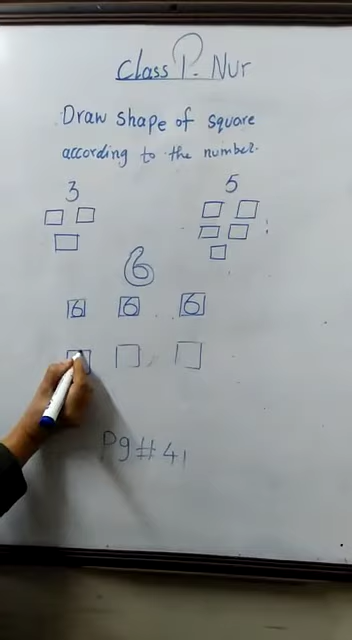 Class P. Nur
Draw shape of square
according to the number.
3 5
6
6 6 6
Pg # 41